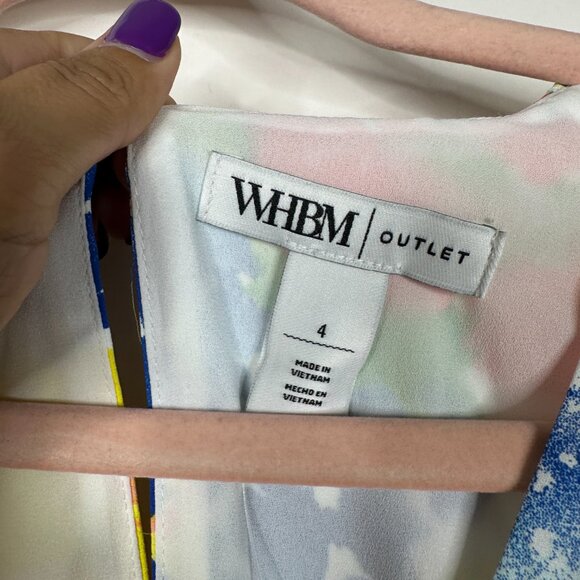 WHBM | OUTLET
4
MADE IN
VIETNAM
HECHO EN
VIETNAM